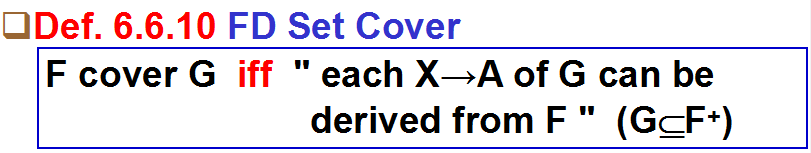 Def. 6.6.10 FD Set Cover
F cover G iff " each X→A of G can be
derived from F " (G⊆F⁺)